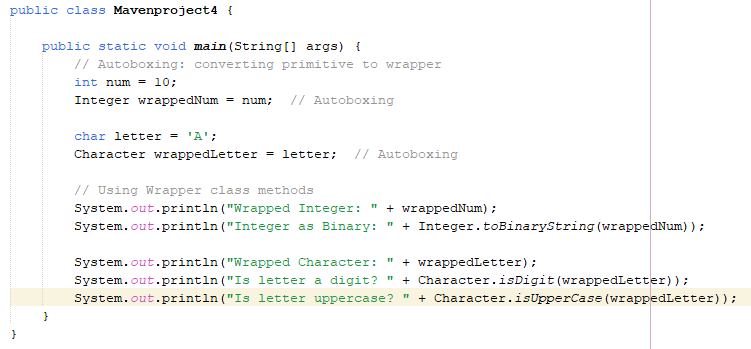 public class Mavenproject4 {
public static void main(String[] args) {
// Autoboxing: converting primitive to wrapper
int num = 10;
Integer wrappedNum = num;  // Autoboxing
char letter = 'A';
Character wrappedLetter = letter;  // Autoboxing
// Using Wrapper class methods
System.out.println("Wrapped Integer: " + wrappedNum);
System.out.println("Integer as Binary: " + Integer.toBinaryString(wrappedNum));
System.out.println("Wrapped Character: " + wrappedLetter);
System.out.println("Is letter a digit? " + Character.isDigit(wrappedLetter));
System.out.println("Is letter uppercase? " + Character.isUpperCase(wrappedLetter));
}
}